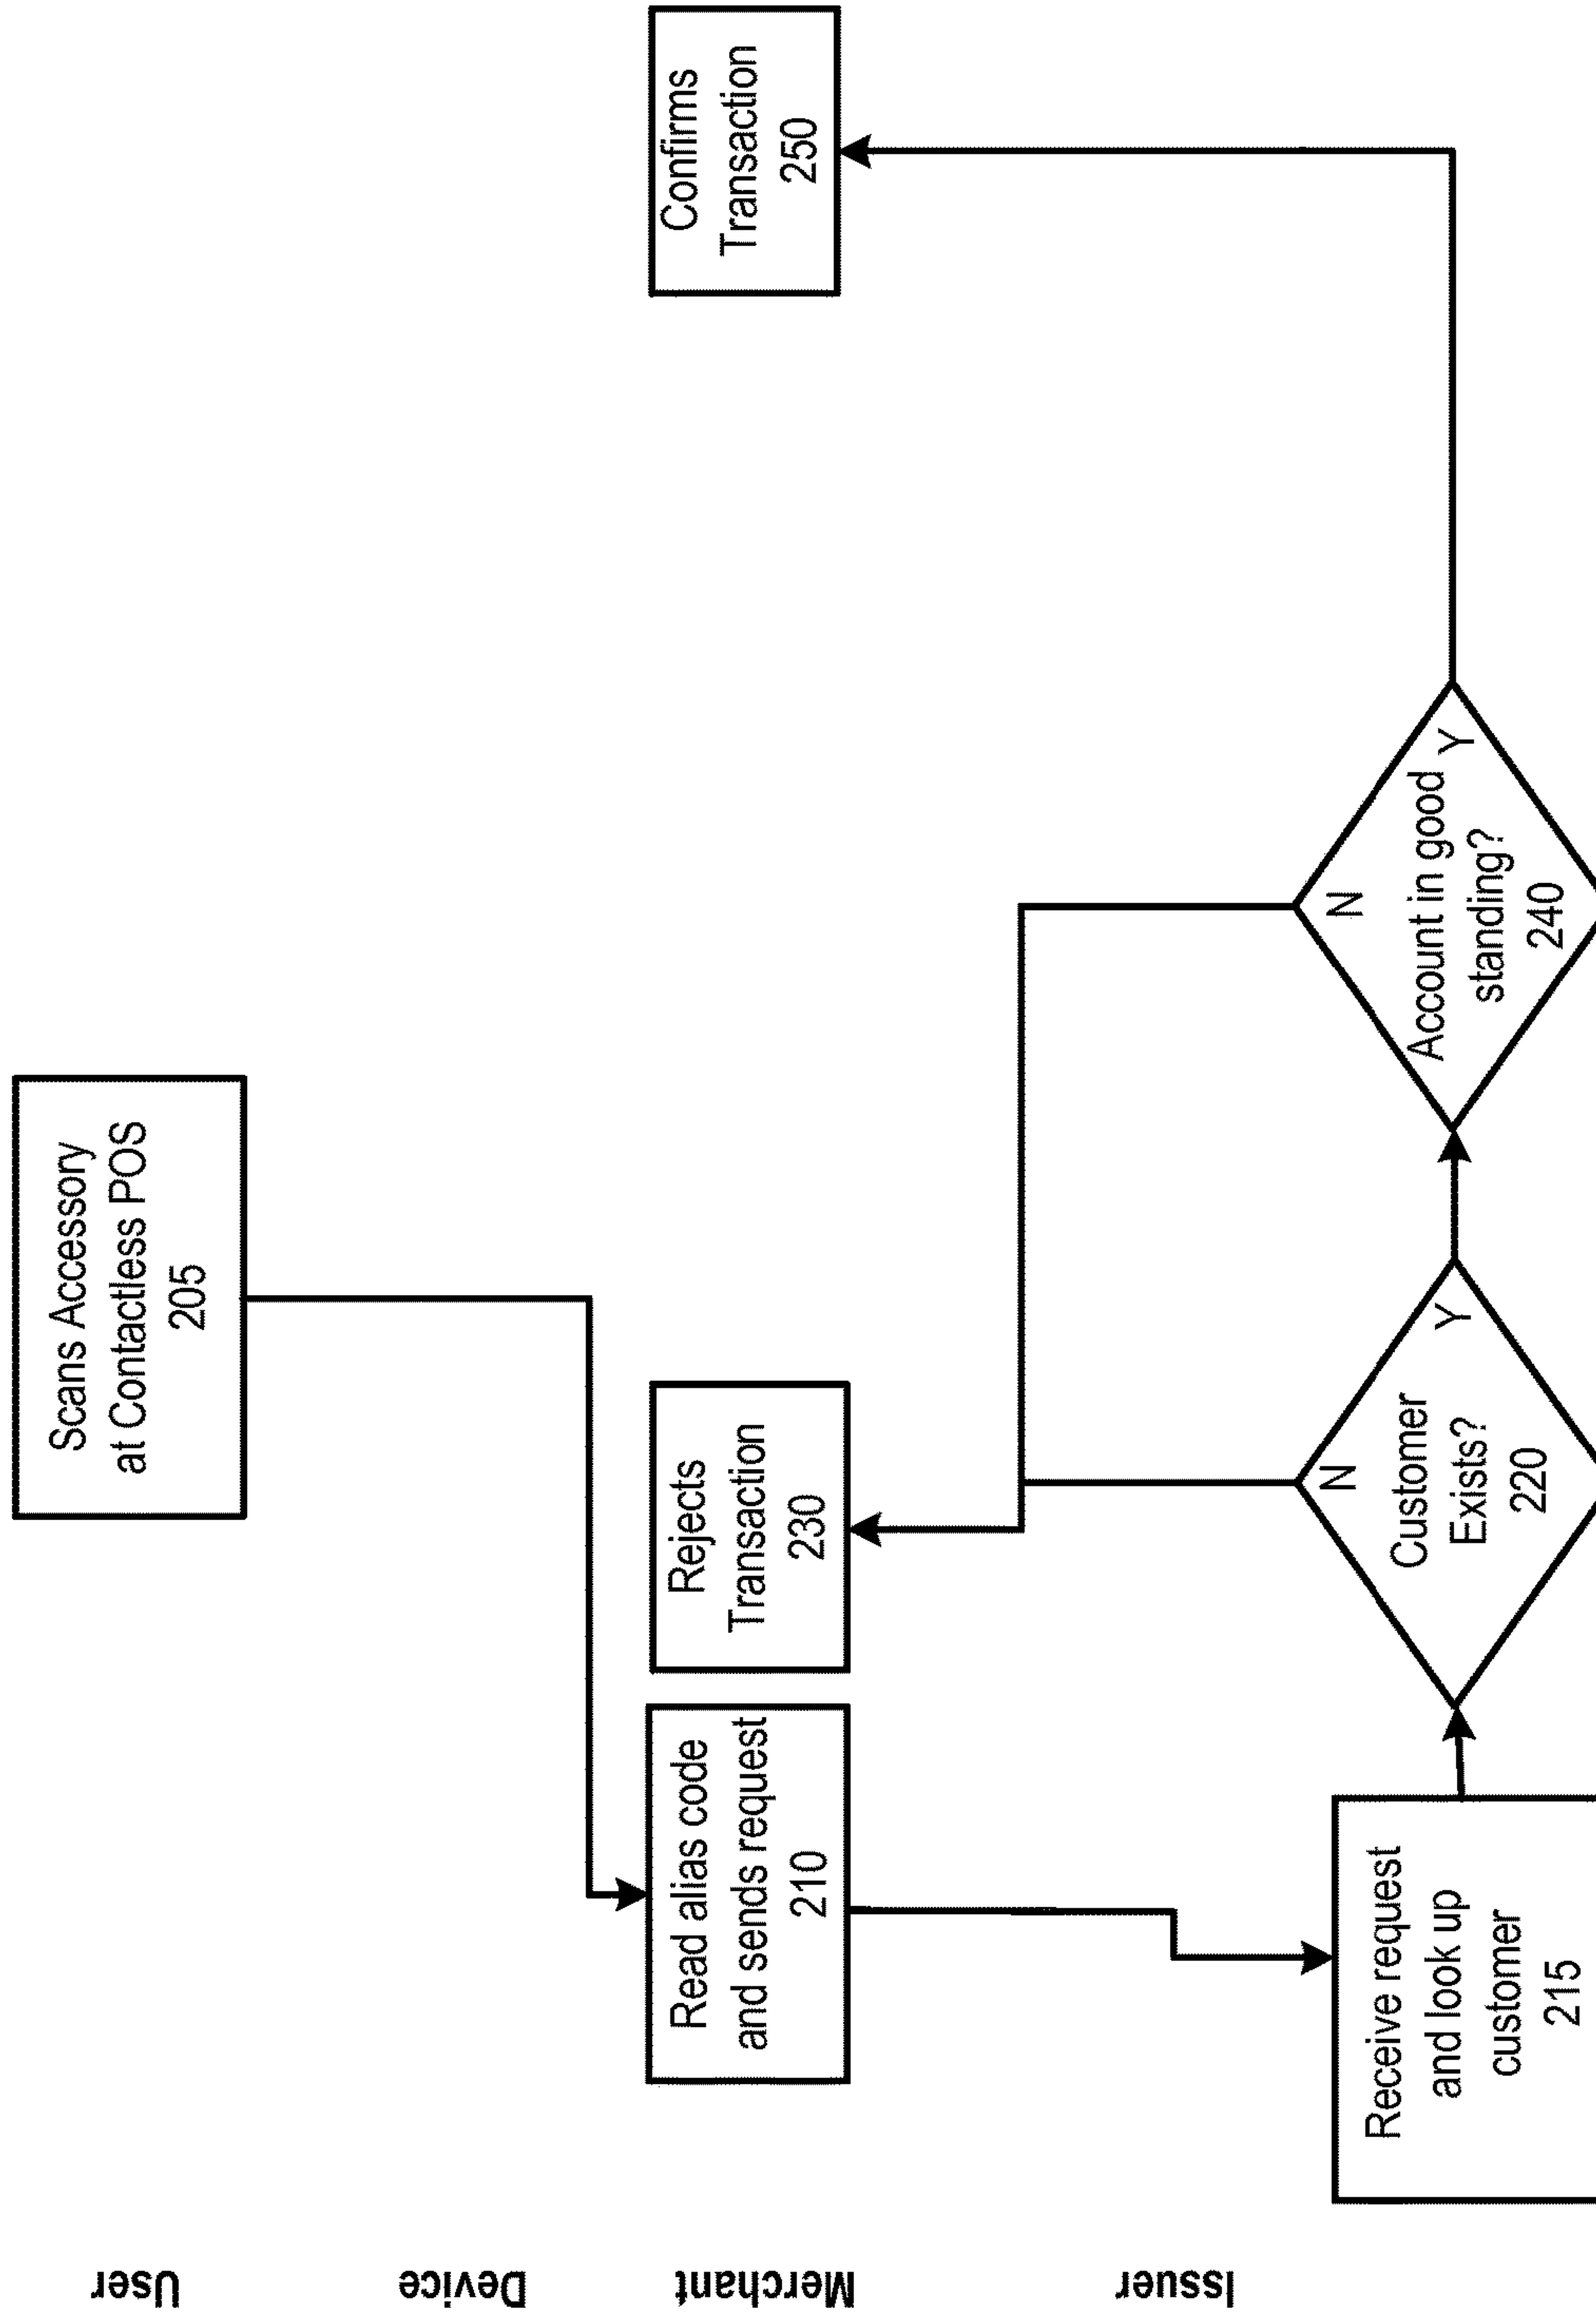 User
Scans Accessory
at Contactless POS
205
Device
Merchant
Read alias code
and sends request
210
Rejects
Transaction
230
Confirms
Transaction
250
Issuer
Receive request
and look up
customer
215
Customer
Exists?
220
N
Y
Account in good
standing?
240
N
Y